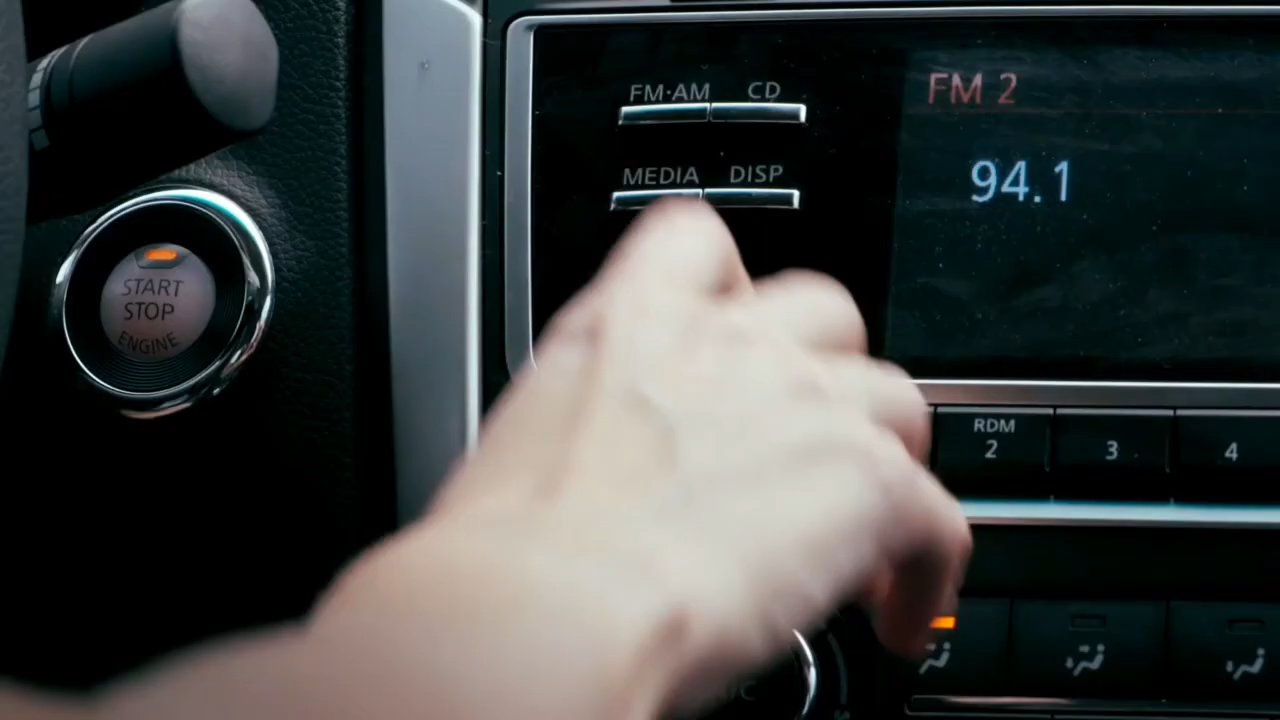 FM·AM CD
FM 2
MEDIA DISP
94.1
START
STOP
ENGINE
RDM
2
3
4